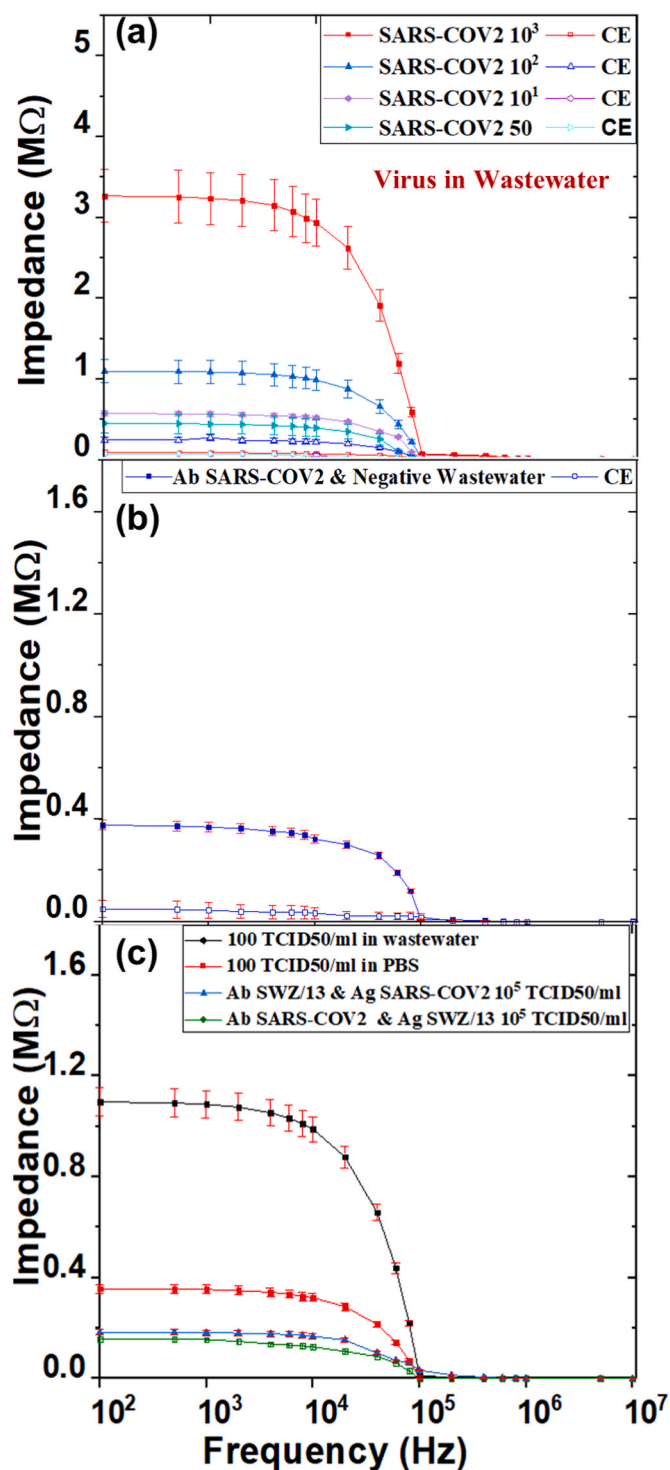 (a)
SARS-COV2 10³ CE
SARS-COV2 10² CE
SARS-COV2 10¹ CE
SARS-COV2 50 CE
Virus in Wastewater
Impedance (MΩ)
5
4
3
2
1
0
Ab SARS-COV2 & Negative Wastewater CE
(b)
Impedance (MΩ)
1.6
1.2
0.8
0.4
0.0
(c)
100 TCID50/ml in wastewater
100 TCID50/ml in PBS
Ab SWZ/13 & Ag SARS-COV2 10⁵ TCID50/ml
Ab SARS-COV2 & Ag SWZ/13 10⁵ TCID50/ml
Impedance (MΩ)
1.6
1.2
0.8
0.4
0.0
10² 10³ 10⁴ 10⁵ 10⁶ 10⁷
Frequency (Hz)